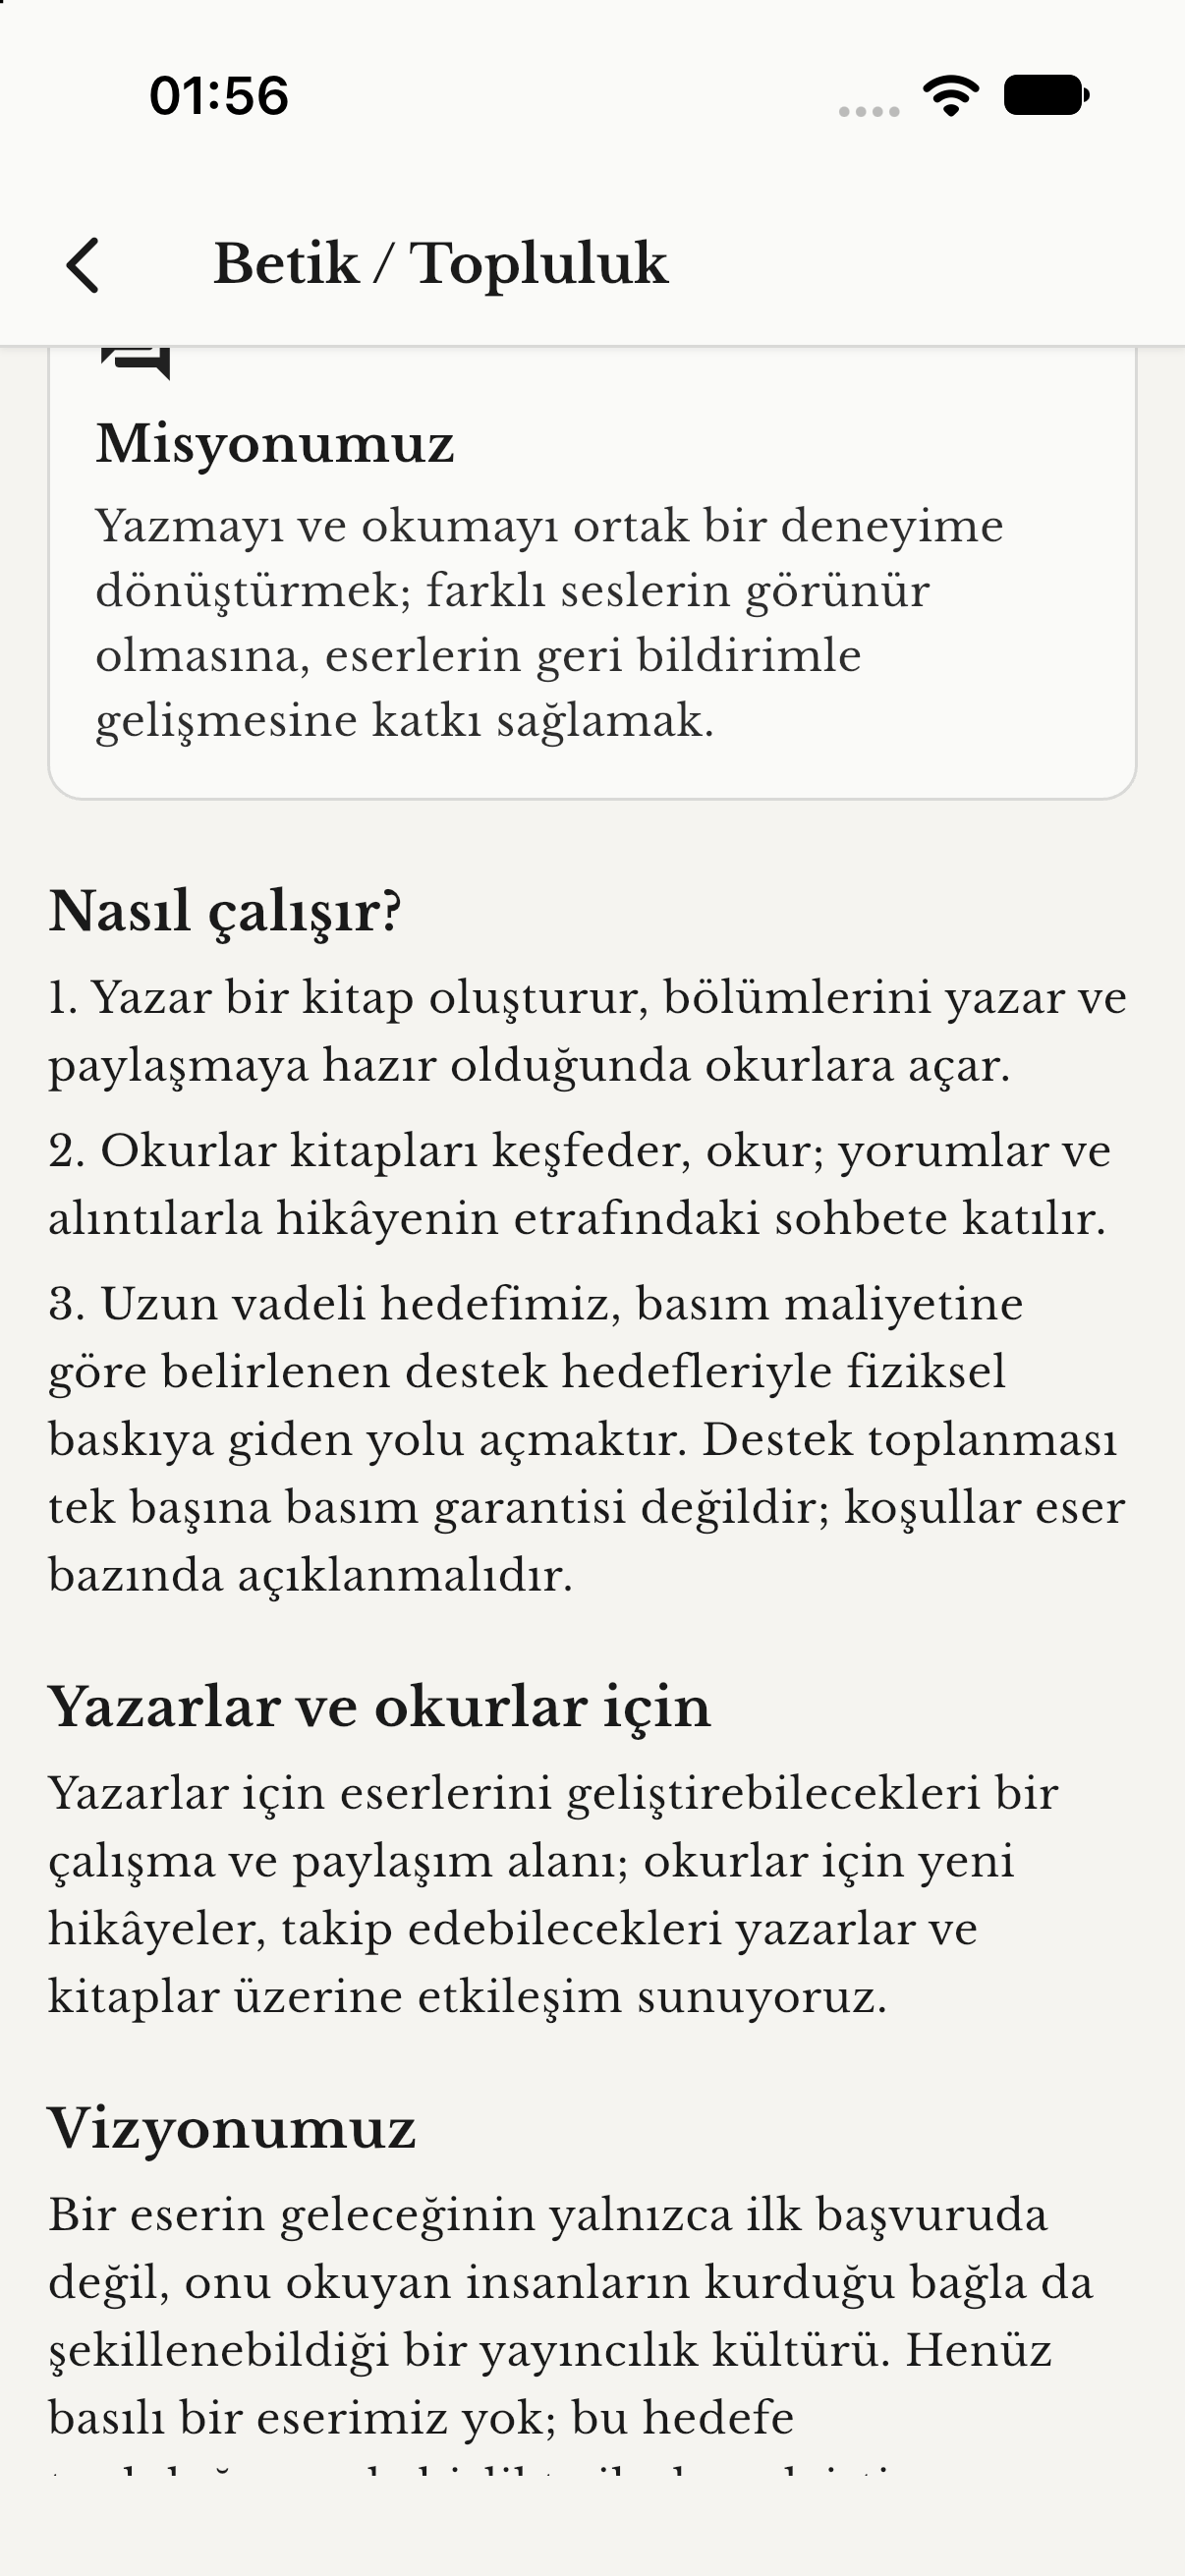 01:56
Betik / Topluluk
Misyonumuz
Yazmayı ve okumayı ortak bir deneyime
dönüştürmek; farklı seslerin görünür
olmasına, eserlerin geri bildirimle
gelişmesine katkı sağlamak.
Nasıl çalışır?
1. Yazar bir kitap oluşturur, bölümlerini yazar ve
paylaşmaya hazır olduğunda okurlara açar.
2. Okurlar kitapları keşfeder, okur; yorumlar ve
alıntılarla hikâyenin etrafındaki sohbete katılır.
3. Uzun vadeli hedefimiz, basım maliyetine
göre belirlenen destek hedefleriyle fiziksel
baskıya giden yolu açmaktır. Destek toplanması
tek başına basım garantisi değildir; koşullar eser
bazında açıklanmalıdır.
Yazarlar ve okurlar için
Yazarlar için eserlerini geliştirebilecekleri bir
çalışma ve paylaşım alanı; okurlar için yeni
hikâyeler, takip edebilecekleri yazarlar ve
kitaplar üzerine etkileşim sunuyoruz.
Vizyonumuz
Bir eserin geleceğinin yalnızca ilk başvuruda
değil, onu okuyan insanların kurduğu bağla da
şekillenebildiği bir yayıncılık kültürü. Henüz
basılı bir eserimiz yok; bu hedefe